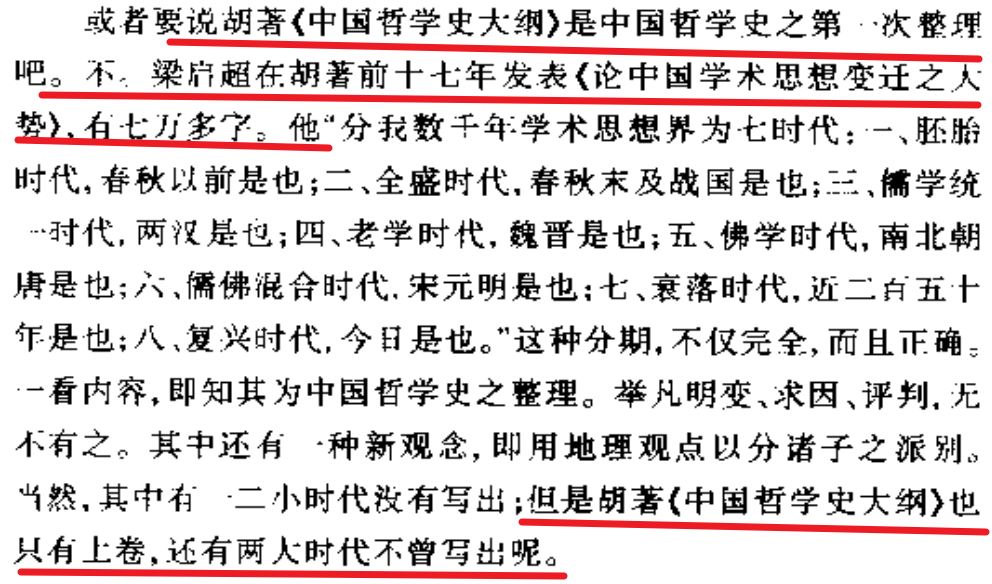 或者要说胡著《中国哲学史大纲》是中国哲学史之第一次整理
吧。不。梁启超在胡著前十七年发表《论中国学术思想变迁之大
势》,有七万多字。他“分我数千年学术思想界为七时代:一、胚胎
时代,春秋以前是也;二、全盛时代,春秋末及战国是也;三、儒学统
一时代,两汉是也;四、老学时代,魏晋是也;五、佛学时代,南北朝
唐是也;六、儒佛混合时代,宋元明是也;七、衰落时代,近二百五十
年是也;八、复兴时代,今日是也。”这种分期,不仅完全,而且正确。
一看内容,即知其为中国哲学史之整理。举凡明变、求因、评判,无
不有之。其中还有一种新观念,即用地理观点以分诸子之派别。
当然,其中有一二小时代没有写出;但是胡著《中国哲学史大纲》也
只有上卷,还有两大时代不曾写出呢。